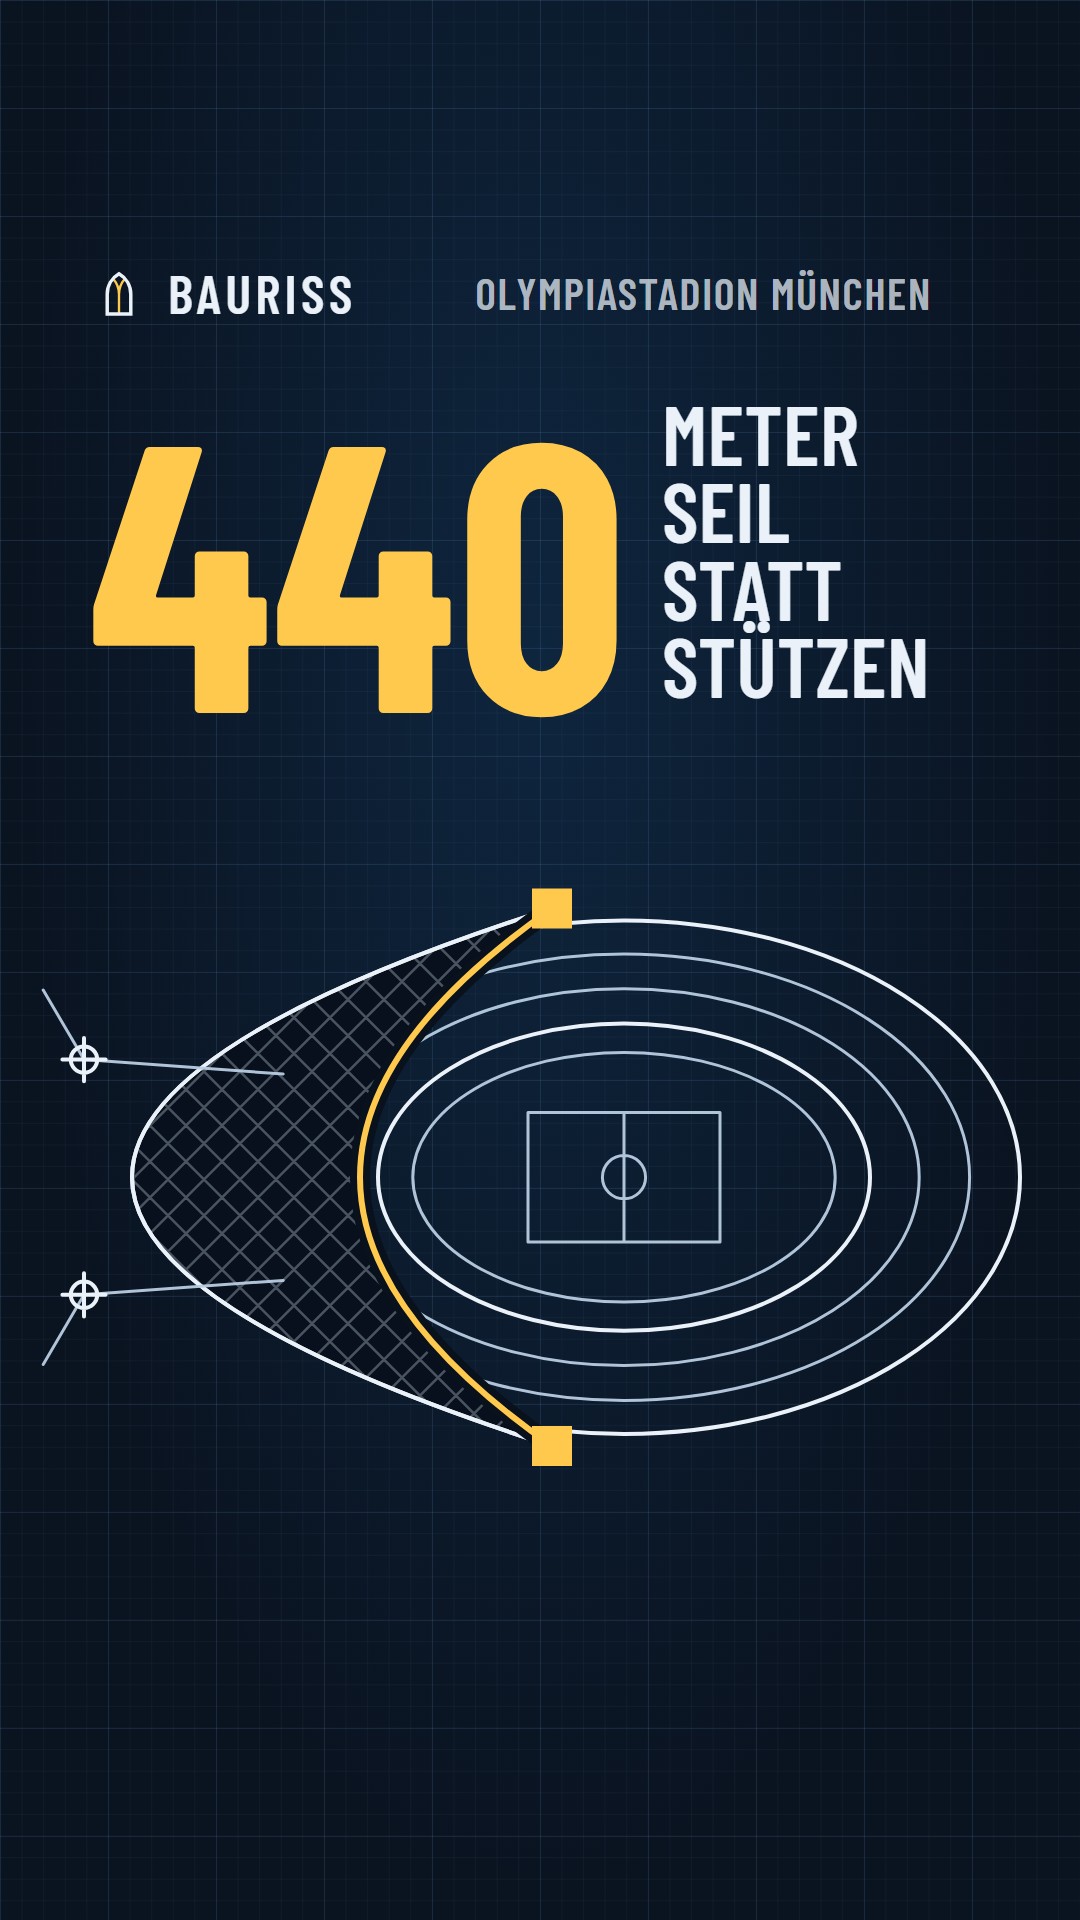 BAURISS
OLYMPIASTADION MÜNCHEN
440
METER
SEIL
STATT
STÜTZEN